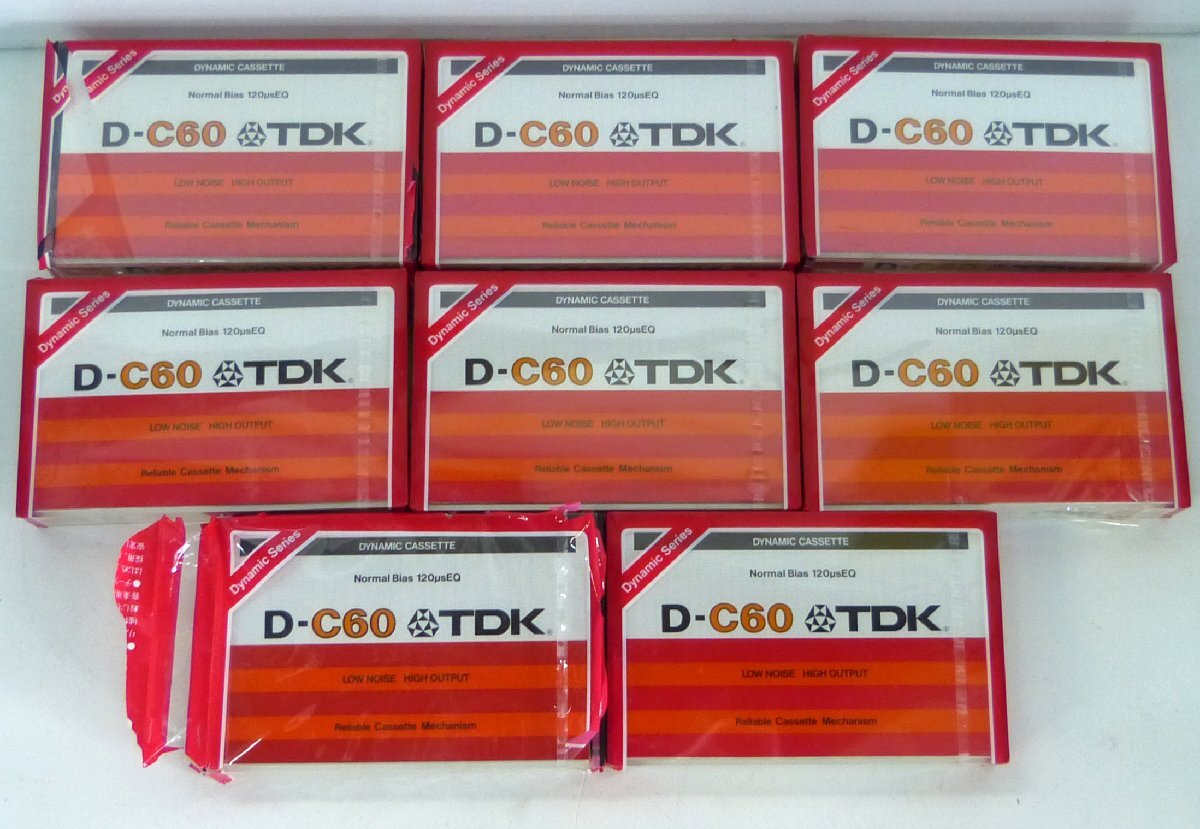 Dynamic Series
DYNAMIC CASSETTE
Normal Bias 120µsEQ
D-C60 TDK®
LOW NOISE HIGH OUTPUT
Reliable Cassette Mechanism
Dynamic Series
DYNAMIC CASSETTE
Normal Bias 120µsEQ
D-C60 TDK®
LOW NOISE HIGH OUTPUT
Reliable Cassette Mechanism
Dynamic Series
DYNAMIC CASSETTE
Normal Bias 120µsEQ
D-C60 TDK®
LOW NOISE HIGH OUTPUT
Reliable Cassette Mechanism
Dynamic Series
DYNAMIC CASSETTE
Normal Bias 120µsEQ
D-C60 TDK®
LOW NOISE HIGH OUTPUT
Reliable Cassette Mechanism
Dynamic Series
DYNAMIC CASSETTE
Normal Bias 120µsEQ
D-C60 TDK®
LOW NOISE HIGH OUTPUT
Reliable Cassette Mechanism
Dynamic Series
DYNAMIC CASSETTE
Normal Bias 120µsEQ
D-C60 TDK®
LOW NOISE HIGH OUTPUT
Reliable Cassette Mechanism
Dynamic Series
DYNAMIC CASSETTE
Normal Bias 120µsEQ
D-C60 TDK®
LOW NOISE HIGH OUTPUT
Reliable Cassette Mechanism
Dynamic Series
DYNAMIC CASSETTE
Normal Bias 120µsEQ
D-C60 TDK®
LOW NOISE HIGH OUTPUT
Reliable Cassette Mechanism